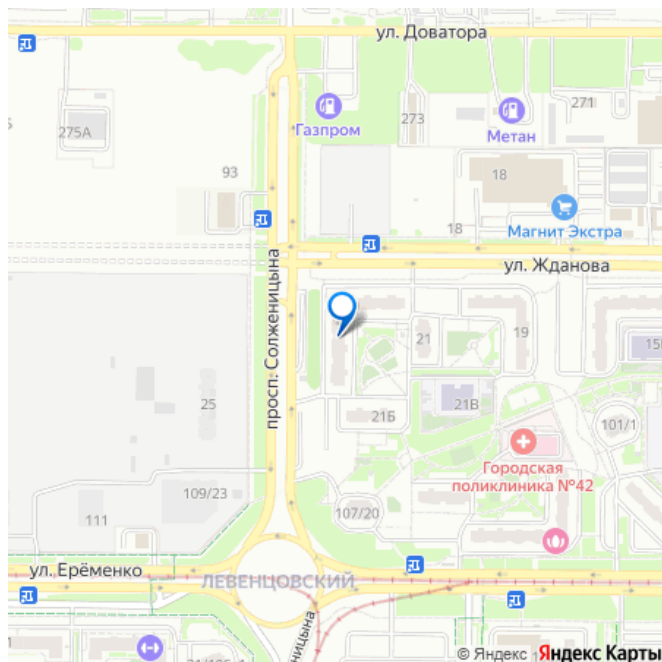 ул. Доватора
Газпром
273
271
Метан
275А
93
18
Магнит Экстра
18
ул. Жданова
просп. Солженицына
19
21
15
25
21Б
21В
101/1
Городская
поликлиника №42
109/23
107/20
111
ул. Ерёменко
ЛЕВЕНЦОВСКИЙ
© Яндекс Яндекс Карты